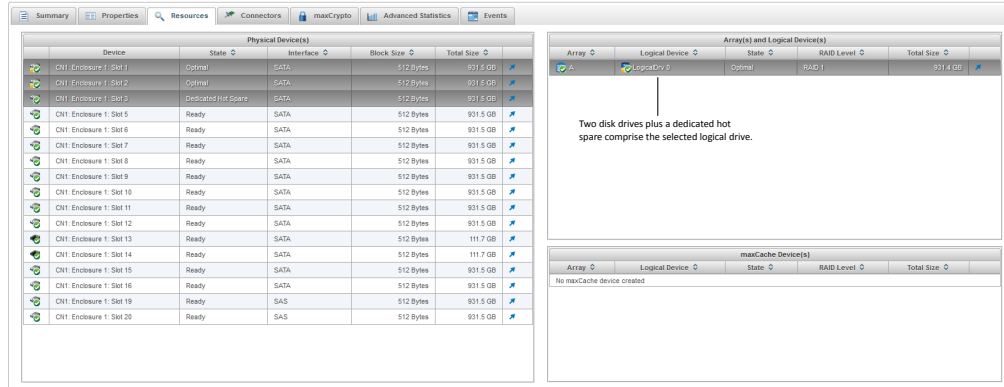 Summary Properties Resources Connectors maxCrypto Advanced Statistics Events
Physical Device(s)
Device State Interface Block Size Total Size
CN1: Enclosure 1: Slot 1 Optimal SATA 512 Bytes 931.5 GB
CN1: Enclosure 1: Slot 2 Optimal SATA 512 Bytes 931.5 GB
CN1: Enclosure 1: Slot 3 Dedicated Hot Spare SATA 512 Bytes 931.5 GB
CN1: Enclosure 1: Slot 5 Ready SATA 512 Bytes 931.5 GB
CN1: Enclosure 1: Slot 6 Ready SATA 512 Bytes 931.5 GB
CN1: Enclosure 1: Slot 7 Ready SATA 512 Bytes 931.5 GB
CN1: Enclosure 1: Slot 8 Ready SATA 512 Bytes 931.5 GB
CN1: Enclosure 1: Slot 9 Ready SATA 512 Bytes 931.5 GB
CN1: Enclosure 1: Slot 10 Ready SATA 512 Bytes 931.5 GB
CN1: Enclosure 1: Slot 11 Ready SATA 512 Bytes 931.5 GB
CN1: Enclosure 1: Slot 12 Ready SATA 512 Bytes 931.5 GB
CN1: Enclosure 1: Slot 13 Ready SATA 512 Bytes 111.7 GB
CN1: Enclosure 1: Slot 14 Ready SATA 512 Bytes 111.7 GB
CN1: Enclosure 1: Slot 15 Ready SATA 512 Bytes 931.5 GB
CN1: Enclosure 1: Slot 16 Ready SATA 512 Bytes 931.5 GB
CN1: Enclosure 1: Slot 19 Ready SAS 512 Bytes 931.5 GB
CN1: Enclosure 1: Slot 20 Ready SAS 512 Bytes 931.5 GB
Array(s) and Logical Device(s)
Array Logical Device State RAID Level Total Size
A LogicalDrv 0 Optimal RAID 1 931.4 GB
Two disk drives plus a dedicated hot
spare comprise the selected logical drive.
maxCache Device(s)
Array Logical Device State RAID Level Total Size
No maxCache device created